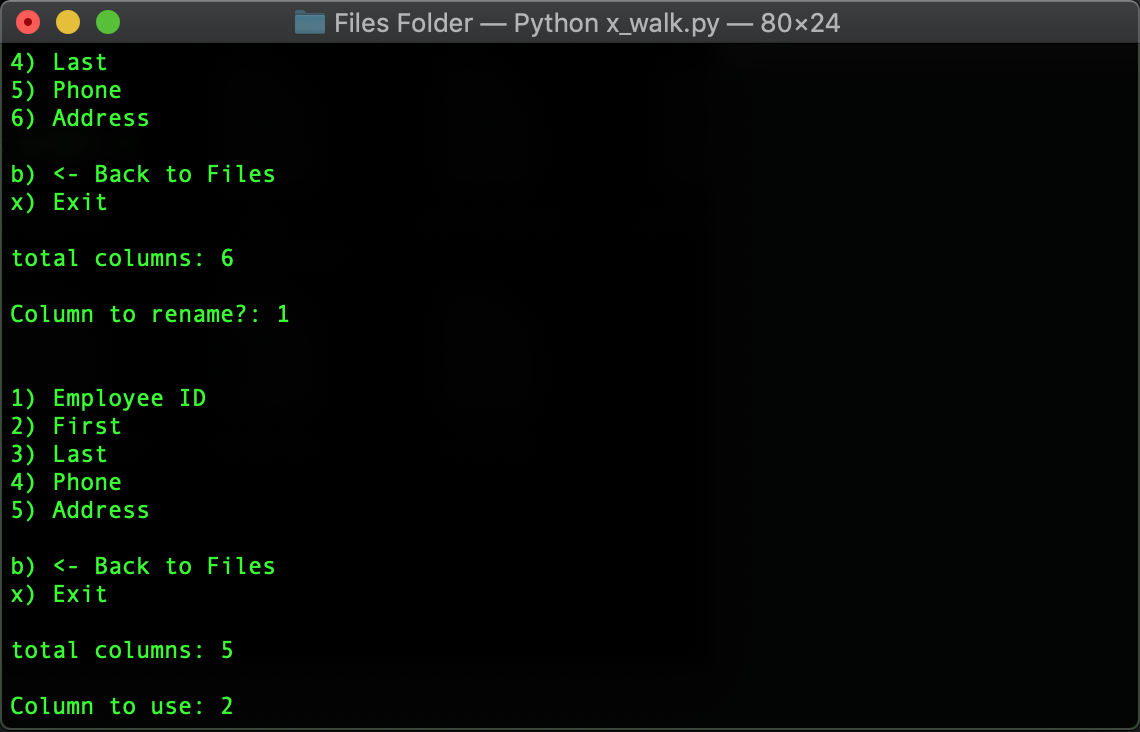 Files Folder — Python x_walk.py — 80×24
4) Last
5) Phone
6) Address
b) <- Back to Files
x) Exit
total columns: 6
Column to rename?: 1
1) Employee ID
2) First
3) Last
4) Phone
5) Address
b) <- Back to Files
x) Exit
total columns: 5
Column to use: 2